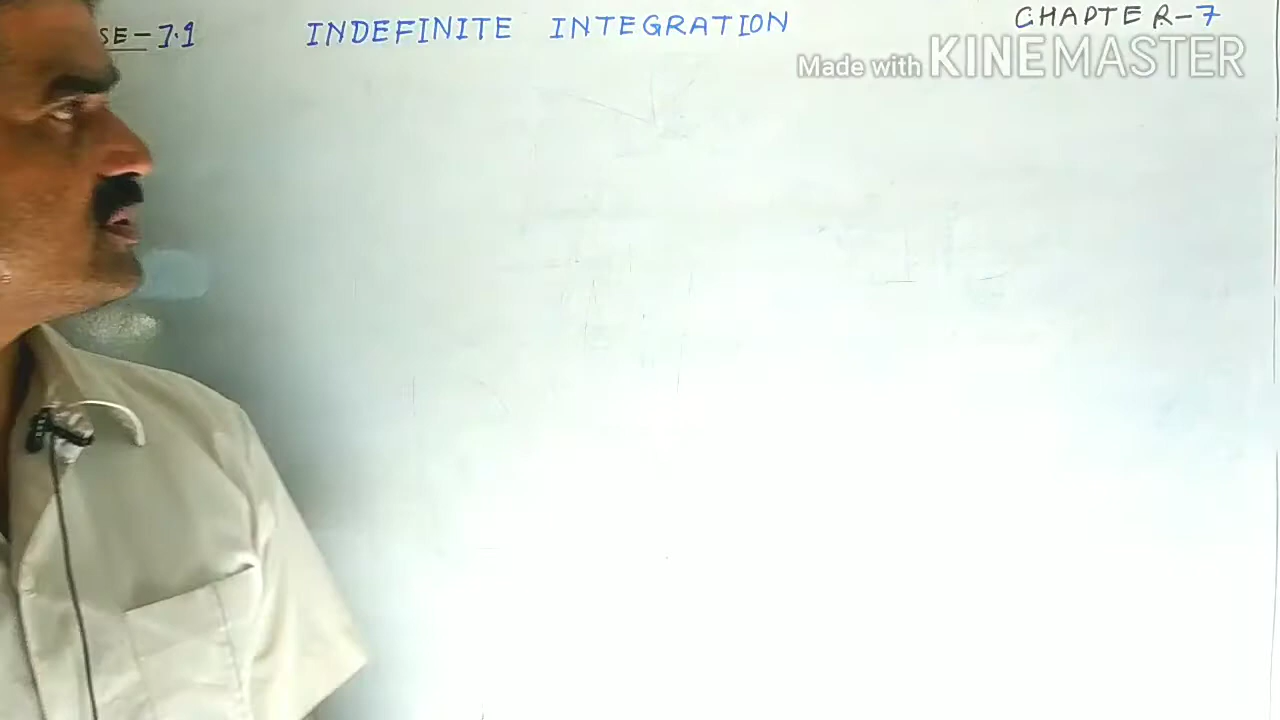 SE-7.1 INDEFINITE INTEGRATION CHAPTER-7
Made with KINEMASTER